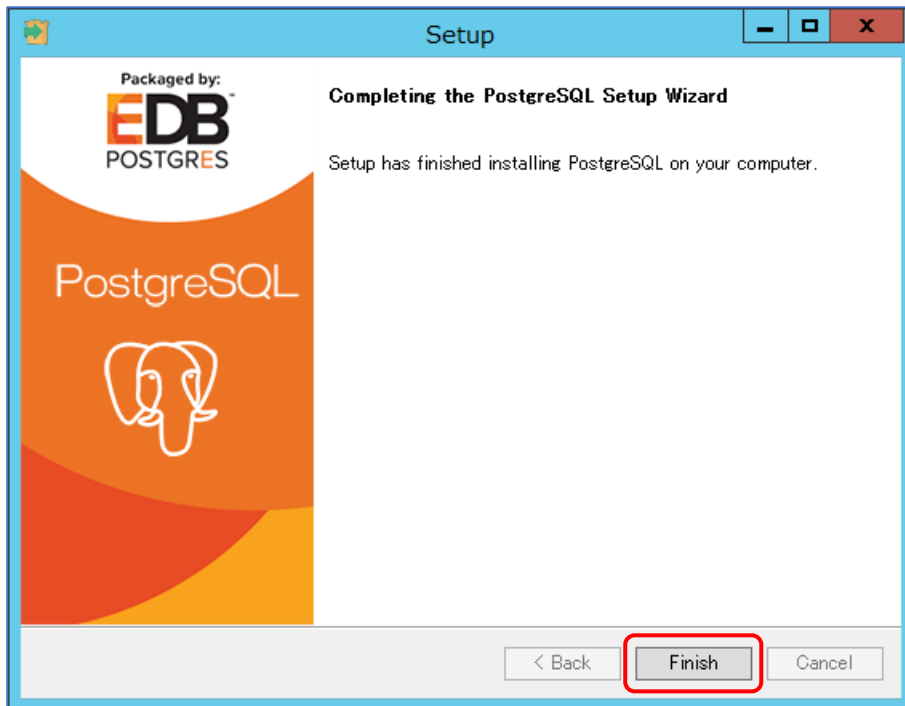 Setup
Packaged by:
EDB™
POSTGRES
Completing the PostgreSQL Setup Wizard
Setup has finished installing PostgreSQL on your computer.
PostgreSQL
< Back
Finish
Cancel